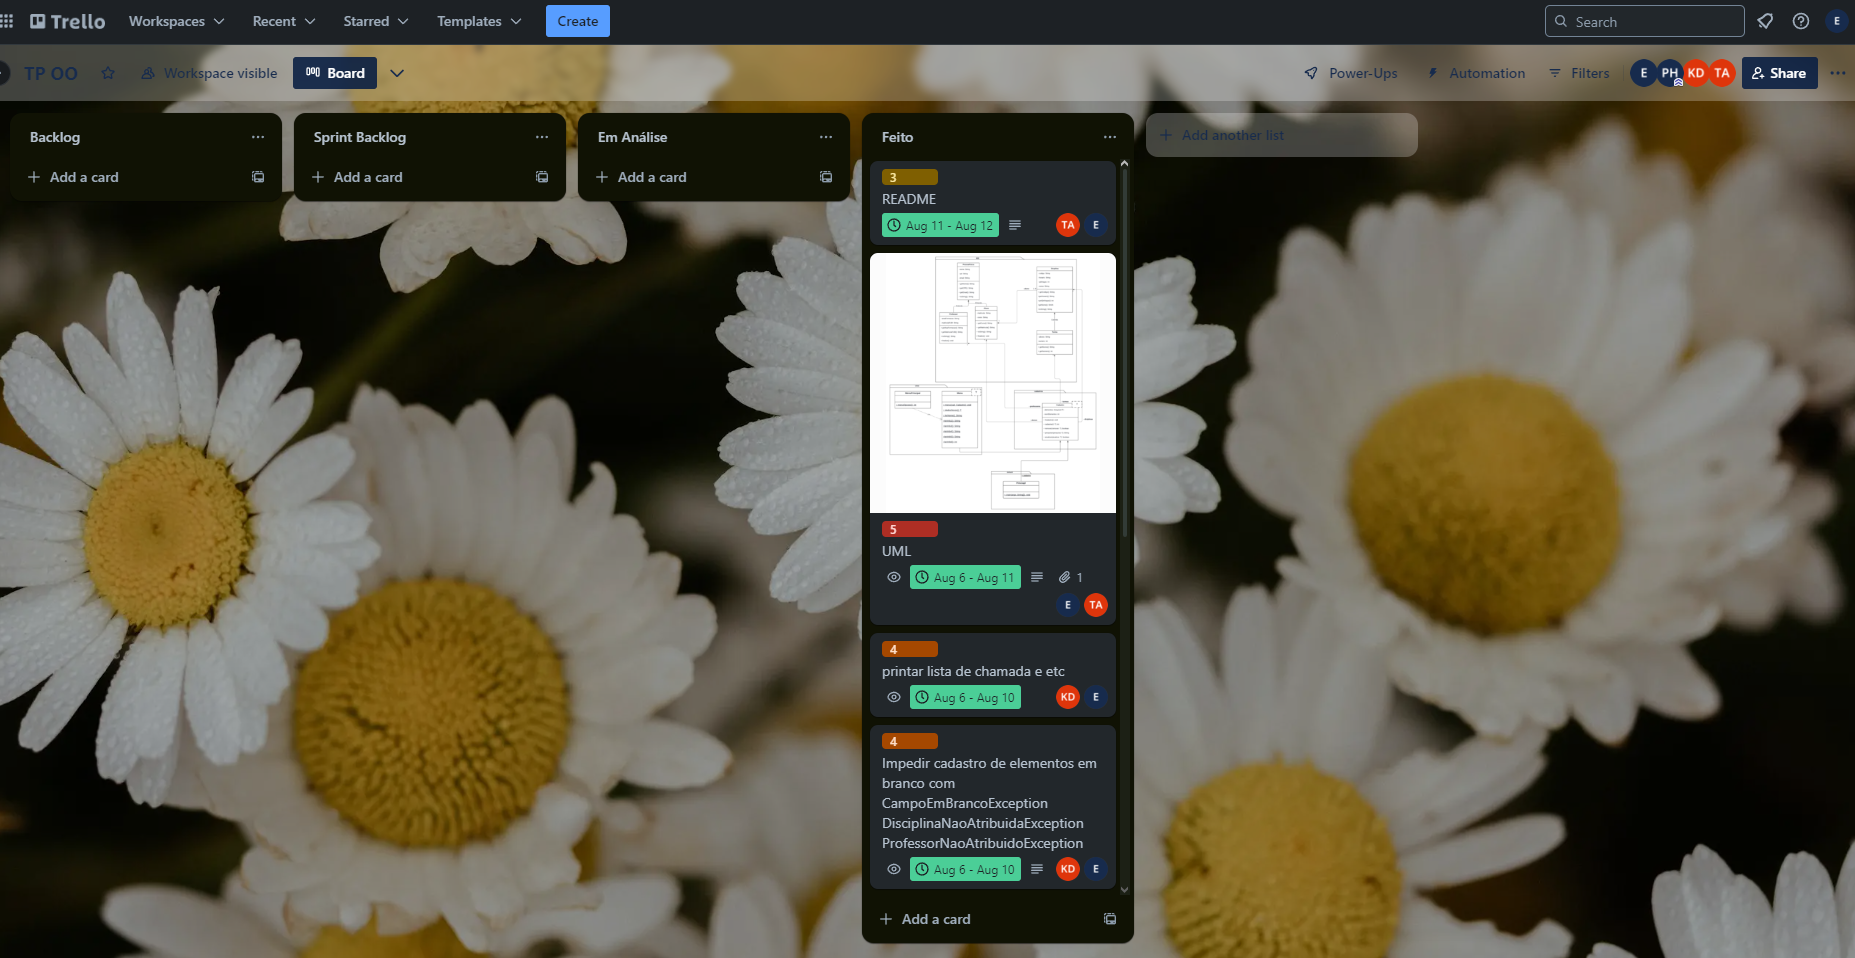 Trello
Workspaces
Recent
Starred
Templates
Create
Search
E
TP OO
Workspace visible
Board
Power-Ups
Automation
Filters
E
PH
KD
TA
Share
Backlog
Add a card
Sprint Backlog
Add a card
Em Análise
Add a card
Feito
3
README
Aug 11 - Aug 12
TA
E
5
UML
Aug 6 - Aug 11
1
E
TA
4
printar lista de chamada e etc
Aug 6 - Aug 10
KD
E
4
Impedir cadastro de elementos em
branco com
CampoEmBrancoException
DisciplinaNaoAtribuidaException
ProfessorNaoAtribuidoException
Aug 6 - Aug 10
KD
E
Add a card
Add another list